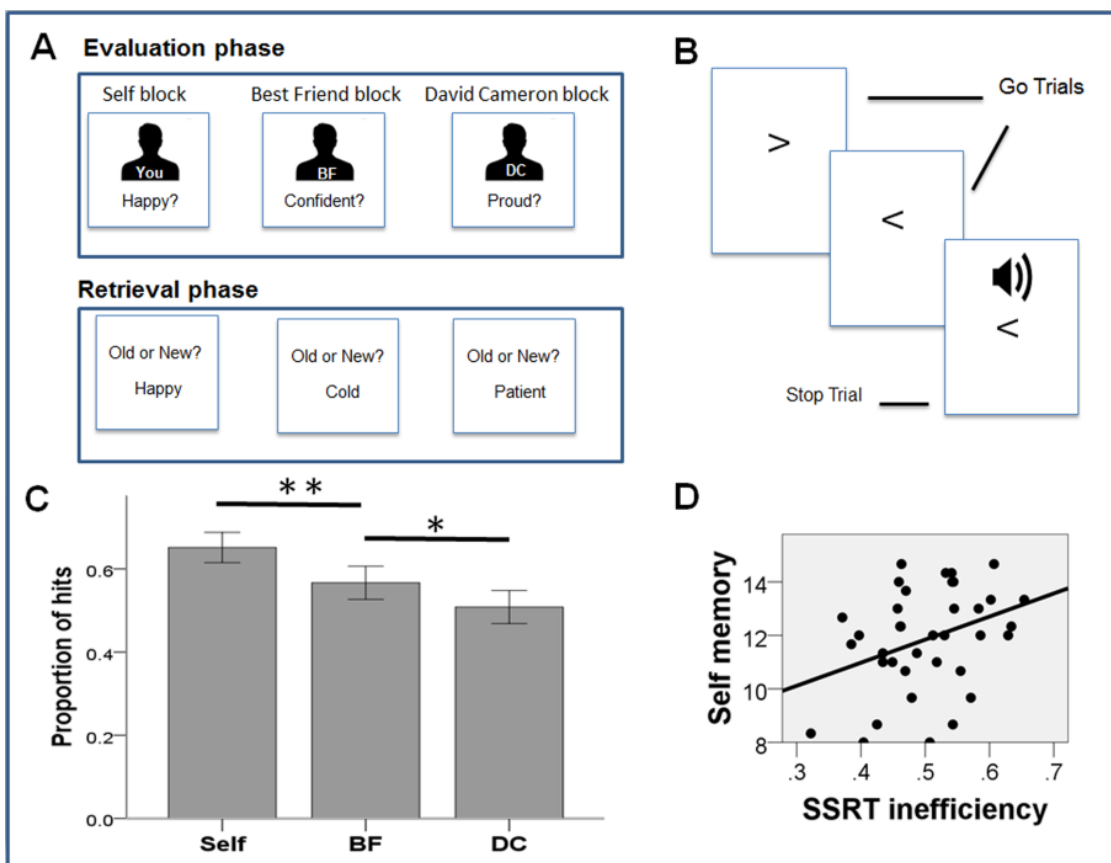 A
Evaluation phase
Self block
Best Friend block
David Cameron block
You
BF
DC
Happy?
Confident?
Proud?
Retrieval phase
Old or New?
Happy
Old or New?
Cold
Old or New?
Patient
B
Go Trials
>
<
<
Stop Trial
C
Proportion of hits
0.6
0.4
0.2
0.0
* *
*
Self
BF
DC
D
Self memory
14
12
10
8
.3 .4 .5 .6 .7
SSRT inefficiency